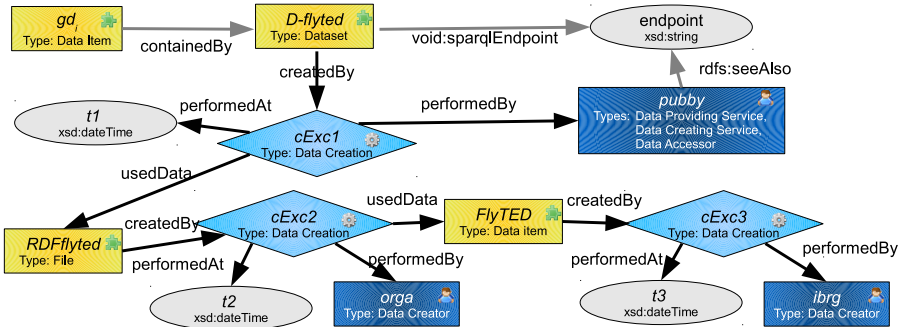 gd_i
Type: Data Item
containedBy
D-flyted
Type: Dataset
void:sparqlEndpoint
endpoint
xsd:string
createdBy
rdfs:seeAlso
t1
xsd:dateTime
performedAt
performedBy
pubby
Types: Data Providing Service,
Data Creating Service,
Data Accessor
cExc1
Type: Data Creation
usedData
RDFflyted
Type: File
createdBy
cExc2
Type: Data Creation
usedData
FlyTED
Type: Data item
createdBy
cExc3
Type: Data Creation
performedAt
performedBy
performedAt
performedBy
t2
xsd:dateTime
orga
Type: Data Creator
t3
xsd:dateTime
ibrg
Type: Data Creator